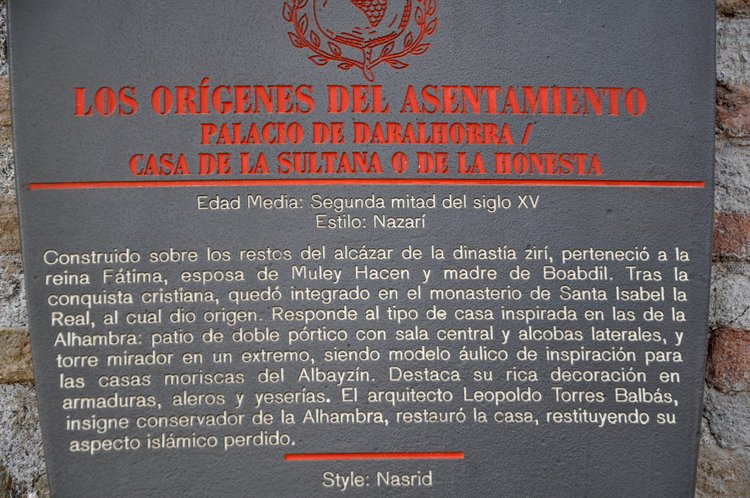 LOS ORÍGENES DEL ASENTAMIENTO
PALACIO DE DARALHORRA /
CASA DE LA SULTANA O DE LA HONESTA
Edad Media: Segunda mitad del siglo XV
Estilo: Nazarí
Construido sobre los restos del alcázar de la dinastía zirí, perteneció a la
reina Fátima, esposa de Muley Hacen y madre de Boabdil. Tras la
conquista cristiana, quedó integrado en el monasterio de Santa Isabel la
Real, al cual dio origen. Responde al tipo de casa inspirada en las de la
Alhambra: patio de doble pórtico con sala central y alcobas laterales, y
torre mirador en un extremo, siendo modelo áulico de inspiración para
las casas moriscas del Albayzín. Destaca su rica decoración en
armaduras, aleros y yeserías. El arquitecto Leopoldo Torres Balbás,
insigne conservador de la Alhambra, restauró la casa, restituyendo su
aspecto islámico perdido.
Style: Nasrid